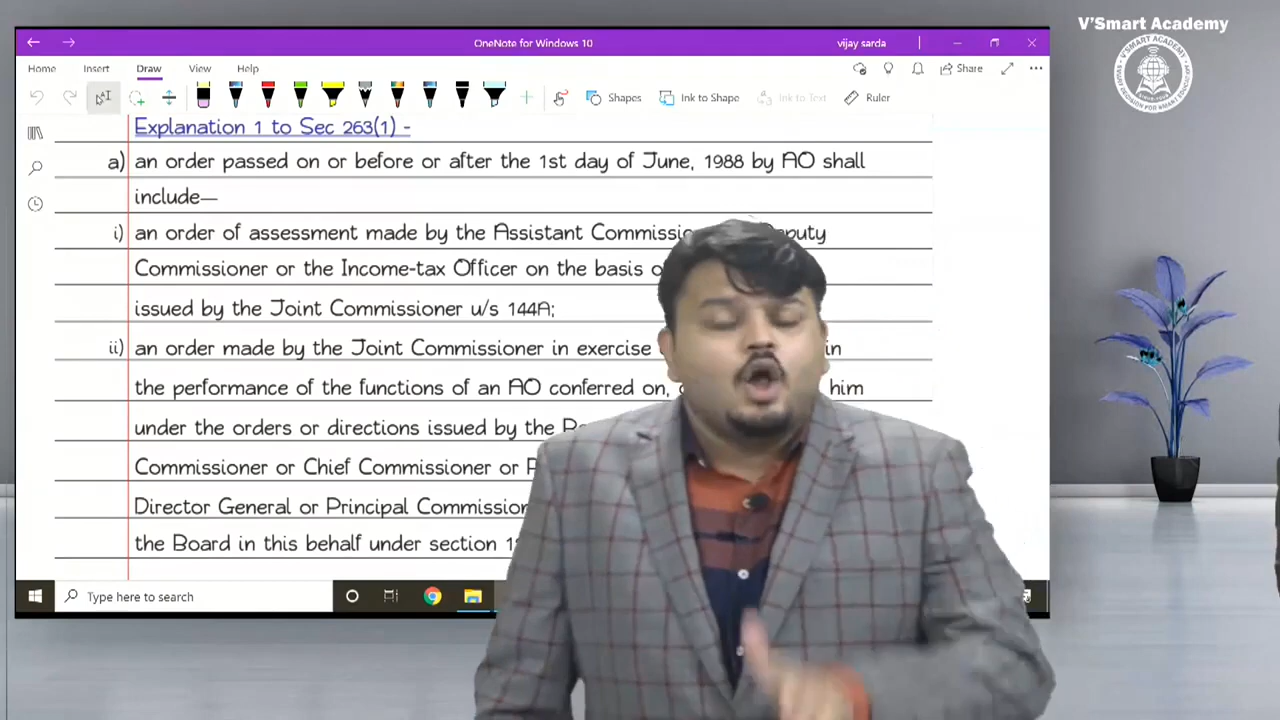 V'Smart Academy
OneNote for Windows 10
vijay sarda
Home Insert Draw View Help
Share
Shapes Ink to Shape Ink to Text Ruler
Explanation 1 to Sec 263(1) -
a) an order passed on or before or after the 1st day of June, 1988 by AO shall
include—
i) an order of assessment made by the Assistant
Commissioner or the Income-tax Officer on the basis
issued by the Joint Commissioner u/s 144A;
ii) an order made by the Joint Commissioner in exercise in
the performance of the functions of an AO conferred on, him
under the orders or directions issued by the
Commissioner or Chief Commissioner or
Director General or Principal
the Board in this behalf under section
Type here to search